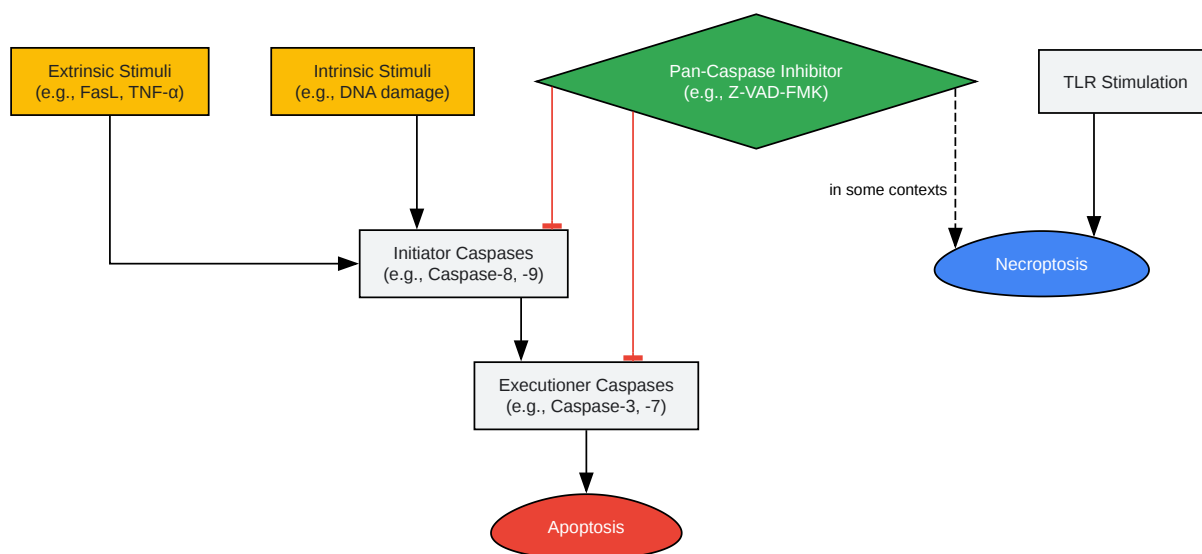 Extrinsic Stimuli
(e.g., FasL, TNF-α)
Intrinsic Stimuli
(e.g., DNA damage)
Pan-Caspase Inhibitor
(e.g., Z-VAD-FMK)
TLR Stimulation
in some contexts
Initiator Caspases
(e.g., Caspase-8, -9)
Necroptosis
Executioner Caspases
(e.g., Caspase-3, -7)
Apoptosis